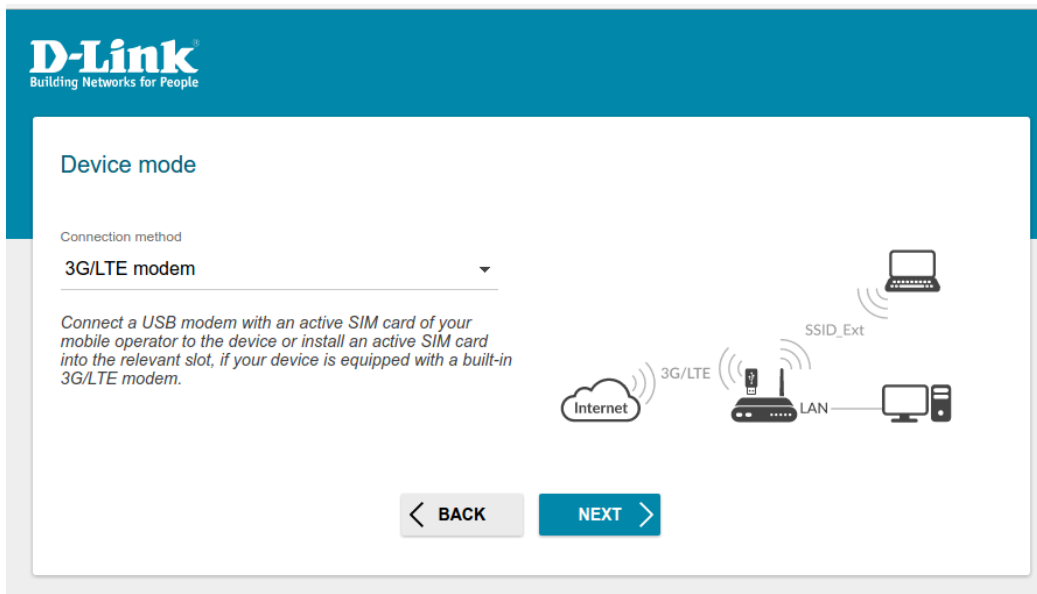 D-Link
Building Networks for People
Device mode
Connection method
3G/LTE modem
Connect a USB modem with an active SIM card of your
mobile operator to the device or install an active SIM card
into the relevant slot, if your device is equipped with a built-in
3G/LTE modem.
SSID_Ext
3G/LTE
Internet
LAN
BACK
NEXT